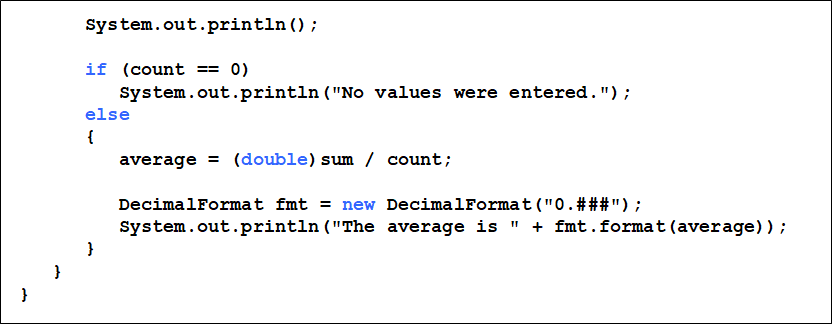 System.out.println();
if (count == 0)
System.out.println("No values were entered.");
else
{
average = (double)sum / count;
DecimalFormat fmt = new DecimalFormat("0.###");
System.out.println("The average is " + fmt.format(average));
}
}
}